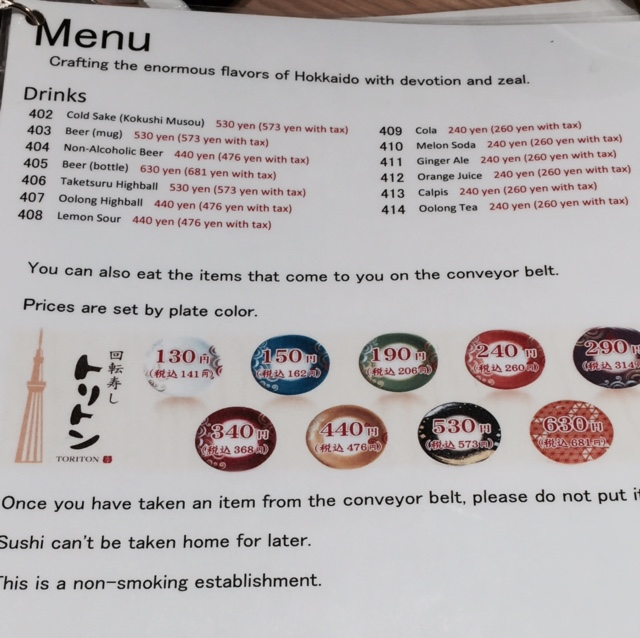 Menu
Crafting the enormous flavors of Hokkaido with devotion and zeal.
Drinks
402 Cold Sake (Kokushi Musou) 530 yen (573 yen with tax)
403 Beer (mug) 530 yen (573 yen with tax)
404 Non-Alcoholic Beer 440 yen (476 yen with tax)
405 Beer (bottle) 630 yen (681 yen with tax)
406 Taketsuru Highball 530 yen (573 yen with tax)
407 Oolong Highball 440 yen (476 yen with tax)
408 Lemon Sour 440 yen (476 yen with tax)
409 Cola 240 yen (260 yen with tax)
410 Melon Soda 240 yen (260 yen with tax)
411 Ginger Ale 240 yen (260 yen with tax)
412 Orange Juice 240 yen (260 yen with tax)
413 Calpis 240 yen (260 yen with tax)
414 Oolong Tea 240 yen (260 yen with tax)
You can also eat the items that come to you on the conveyor belt.
Prices are set by plate color.
回転寿し
トリトン
TORITON
130円
(税込141円)
150円
(税込162円)
190円
(税込206円)
240円
(税込260円)
290円
(税込314
340円
(税込368円)
440円
(税込476円)
530円
(税込573円)
630円
(税込681円)
Once you have taken an item from the conveyor belt, please do not put it
Sushi can't be taken home for later.
This is a non-smoking establishment.